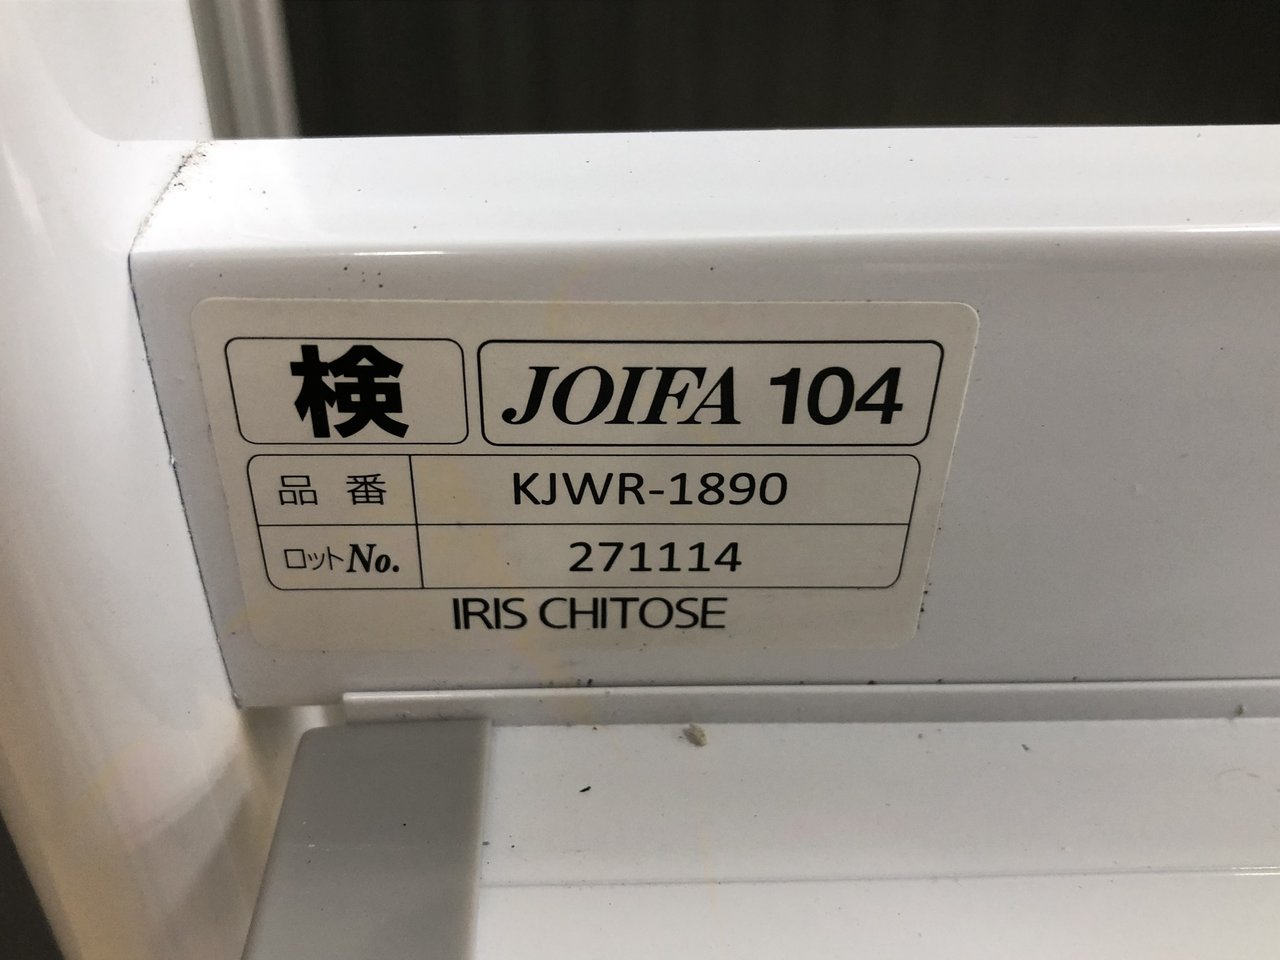 検 JOIFA 104
品番 KJWR-1890
ロットNo. 271114
IRIS CHITOSE